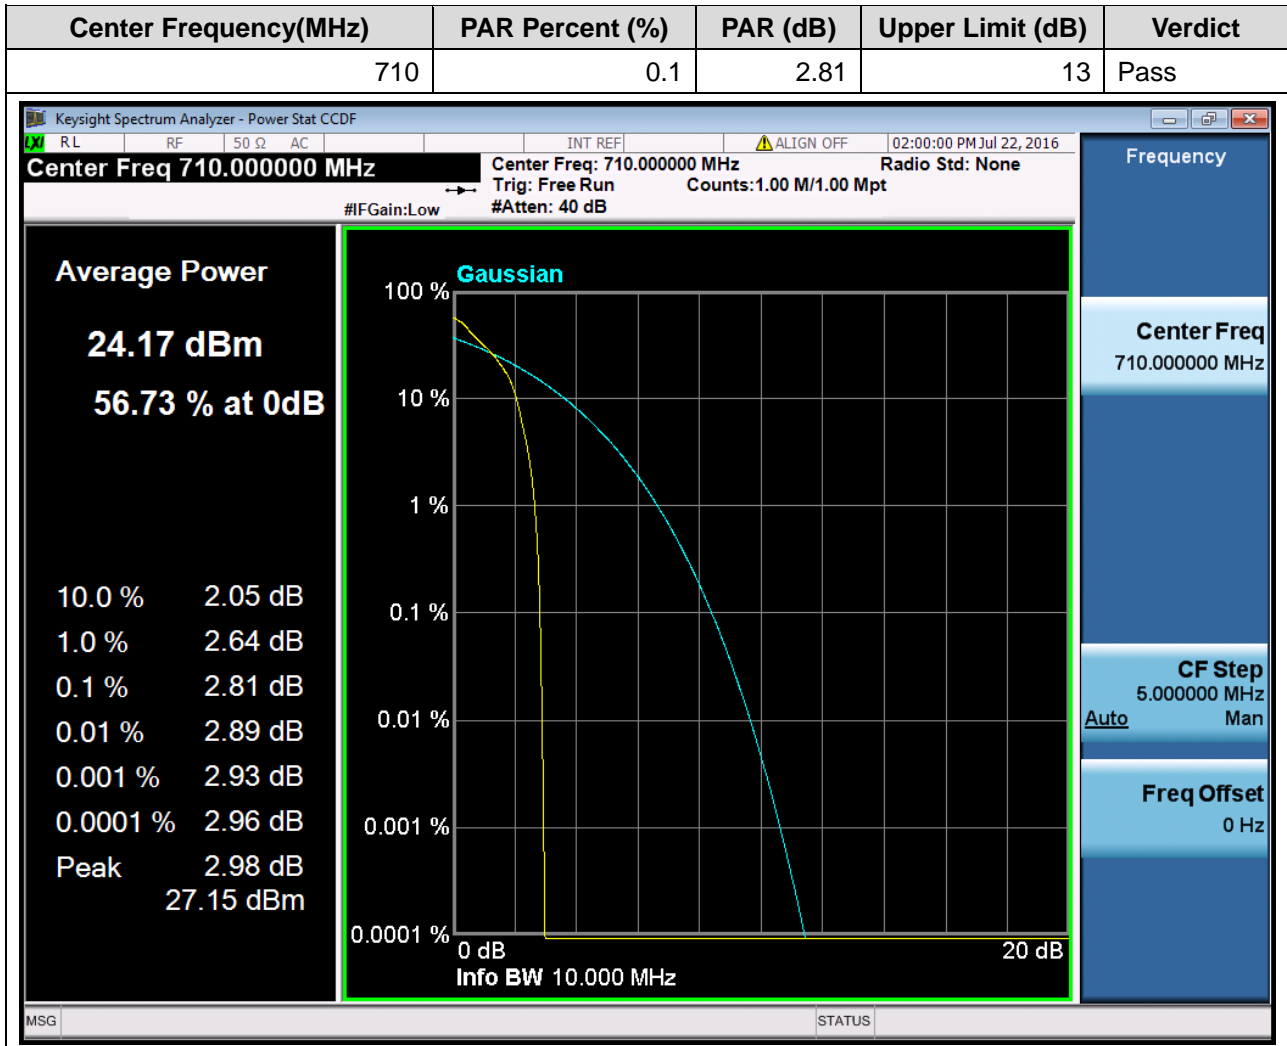 Center Frequency(MHz) PAR Percent (%) PAR (dB) Upper Limit (dB) Verdict
710 0.1 2.81 13 Pass
Keysight Spectrum Analyzer - Power Stat CCDF
LXI RL RF 50 Ω AC INT REF ALIGN OFF 02:00:00 PM Jul 22, 2016
Center Freq 710.000000 MHz
Center Freq: 710.000000 MHz Radio Std: None
Trig: Free Run Counts:1.00 M/1.00 Mpt
#IFGain:Low #Atten: 40 dB
Frequency
Average Power
24.17 dBm
56.73 % at 0dB
10.0 % 2.05 dB
1.0 % 2.64 dB
0.1 % 2.81 dB
0.01 % 2.89 dB
0.001 % 2.93 dB
0.0001 % 2.96 dB
Peak 2.98 dB
27.15 dBm
Gaussian
100 %
10 %
1 %
0.1 %
0.01 %
0.001 %
0.0001 %
0 dB 20 dB
Info BW 10.000 MHz
Center Freq
710.000000 MHz
CF Step
5.000000 MHz
Auto Man
Freq Offset
0 Hz
MSG STATUS